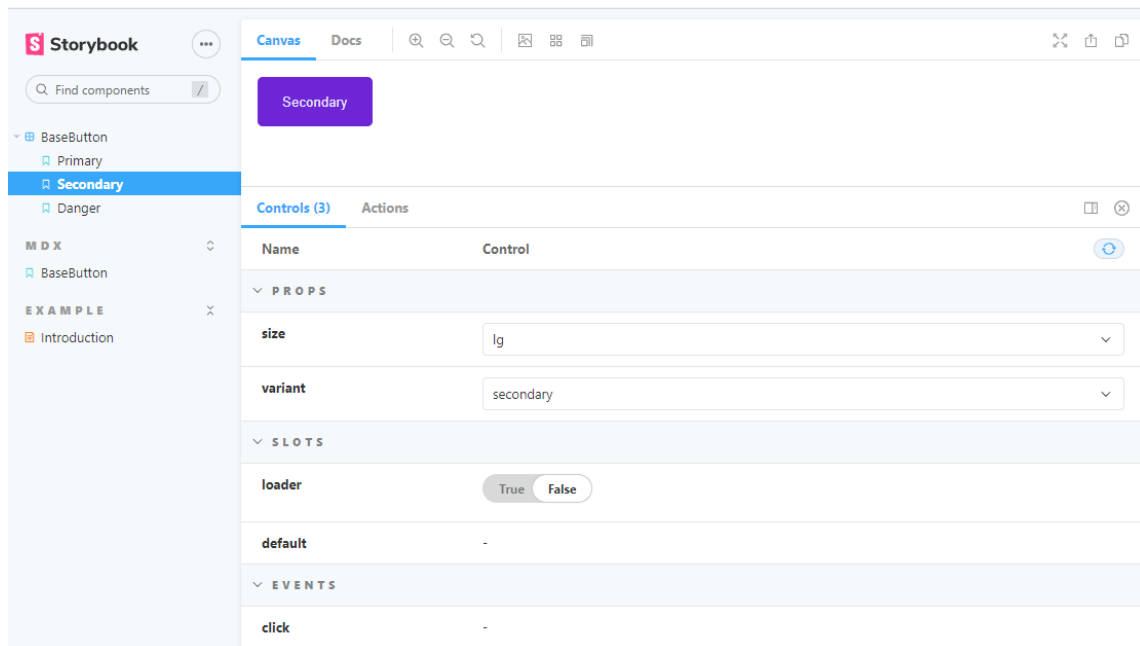 Storybook
Find components
/
BaseButton
Primary
Secondary
Danger
MDX
BaseButton
EXAMPLE
Introduction
Canvas Docs
Secondary
Controls (3) Actions
Name Control
PROPS
size lg
variant secondary
SLOTS
loader True False
default -
EVENTS
click -